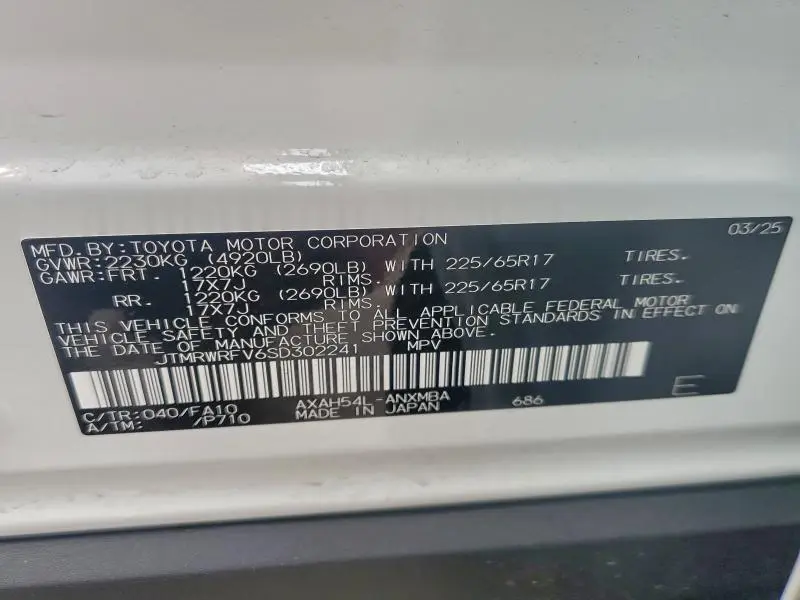 MFD.BY:TOYOTA MOTOR CORPORATION 03/25
GVWR:2230KG (4920LB)
GAWR:FRT. 1220KG (2690LB) WITH 225/65R17 TIRES.
17X7J RIMS.
RR. 1220KG (2690LB) WITH 225/65R17 TIRES.
17X7J RIMS.
THIS VEHICLE CONFORMS TO ALL APPLICABLE FEDERAL MOTOR
VEHICLE SAFETY AND THEFT PREVENTION STANDARDS IN EFFECT ON
THE DATE OF MANUFACTURE SHOWN ABOVE.
JTMRWRFV6SD302241 MPV
C/TR:040/FA10 AXAH54L-ANXMBA 686 E
A/TM: /P710 MADE IN JAPAN